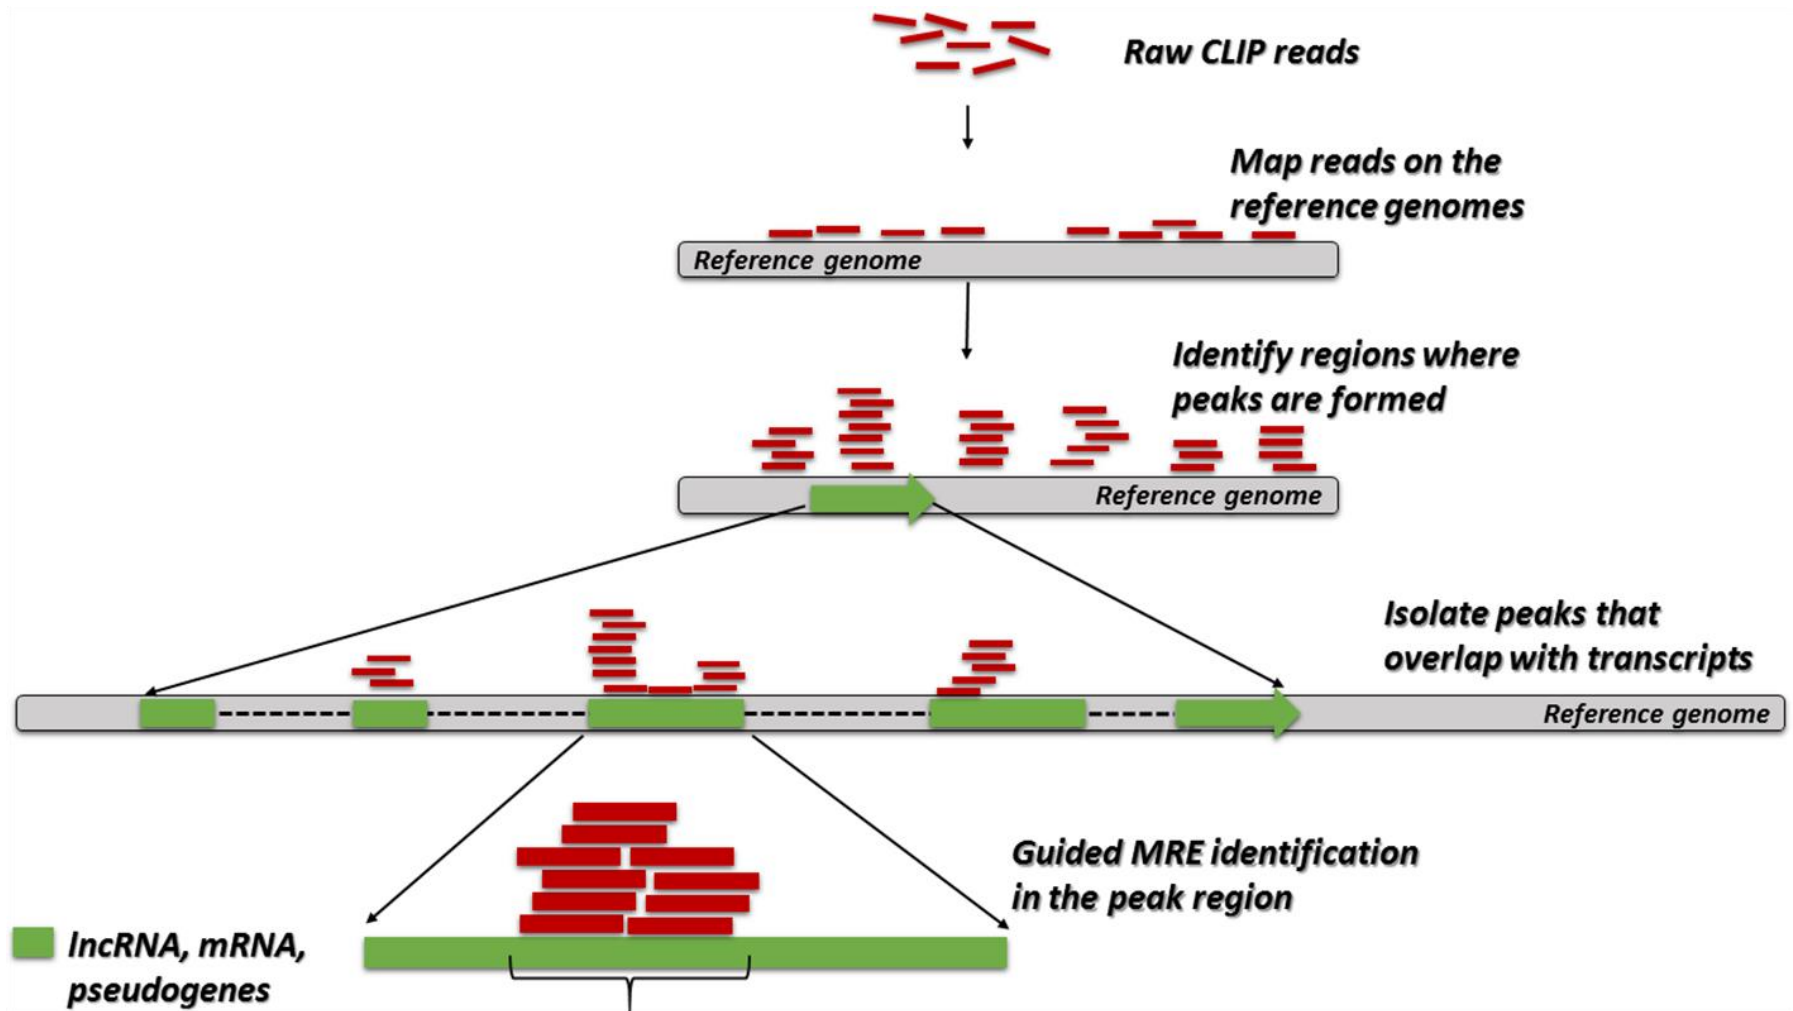 Raw CLIP reads
Map reads on the
reference genomes
Reference genome
Identify regions where
peaks are formed
Reference genome
Isolate peaks that
overlap with transcripts
Reference genome
Guided MRE identification
in the peak region
lncRNA, mRNA,
pseudogenes